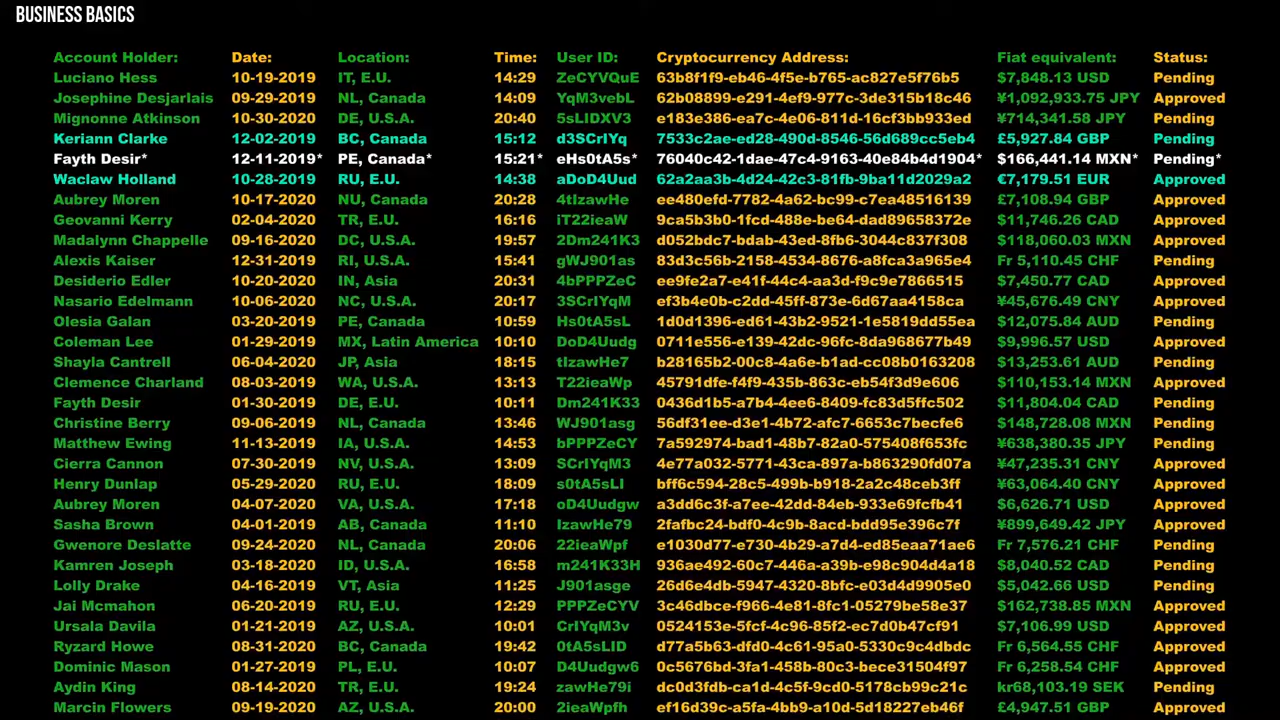 BUSINESS BASICS
Account Holder: Date: Location: Time: User ID: Cryptocurrency Address: Fiat equivalent: Status:
Luciano Hess 10-19-2019 IT, E.U. 14:29 ZeCYVQuE 63b8f1f9-eb46-4f5e-b765-ac827e5f76b5 $7,848.13 USD Pending
Josephine Desjarlais 09-29-2019 NL, Canada 14:09 YqM3vebL 62b08899-e291-4ef9-977c-3de315b18c46 ¥1,092,933.75 JPY Approved
Mignonne Atkinson 10-30-2020 DE, U.S.A. 20:40 5sLIDXV3 e183e386-ea7c-4e06-811d-16cf3bb933ed ¥714,341.58 JPY Pending
Keriann Clarke 12-02-2019 BC, Canada 15:12 d3SCrIYq 7533c2ae-ed28-490d-8546-56d689cc5eb4 £5,927.84 GBP Pending
Fayth Desir* 12-11-2019* PE, Canada* 15:21* eHs0tA5s* 76040c42-1dae-47c4-9163-40e84b4d1904* $166,441.14 MXN* Pending*
Waclaw Holland 10-28-2019 RU, E.U. 14:38 aDoD4Uud 62a2aa3b-4d24-42c3-81fb-9ba11d2029a2 €7,179.51 EUR Approved
Aubrey Moren 10-17-2020 NU, Canada 20:28 4tIzawHe ee480efd-7782-4a62-bc99-c7ea48516139 £7,108.94 GBP Approved
Geovanni Kerry 02-04-2020 TR, E.U. 16:16 iT22ieaW 9ca5b3b0-1fcd-488e-be64-dad89658372e $11,746.26 CAD Approved
Madalynn Chappelle 09-16-2020 DC, U.S.A. 19:57 2Dm241K3 d052bdc7-bdab-43ed-8fb6-3044c837f308 $118,060.03 MXN Approved
Alexis Kaiser 12-31-2019 RI, U.S.A. 15:41 gWJ901as 83d3c56b-2158-4534-8676-a8fca3a965e4 Fr 5,110.45 CHF Pending
Desiderio Edler 10-20-2020 IN, Asia 20:31 4bPPPZeC ee9fe2a7-e41f-44c4-aa3d-f9c9e7866515 $7,450.77 CAD Approved
Nasario Edelmann 10-06-2020 NC, U.S.A. 20:17 3SCrIYqM ef3b4e0b-c2dd-45ff-873e-6d67aa4158ca ¥45,676.49 CNY Approved
Olesia Galan 03-20-2019 PE, Canada 10:59 Hs0tA5sL 1d0d1396-ed61-43b2-9521-1e5819dd55ea $12,075.84 AUD Pending
Coleman Lee 01-29-2019 MX, Latin America 10:10 DoD4Uudg 0711e556-e139-42dc-96fc-8da968677b49 $9,996.57 USD Approved
Shayla Cantrell 06-04-2020 JP, Asia 18:15 tIzawHe7 b28165b2-00c8-4a6e-b1ad-cc08b0163208 $13,253.61 AUD Pending
Clemence Charland 08-03-2019 WA, U.S.A. 13:13 T22ieaWp 45791dfe-f4f9-435b-863c-eb54f3d9e606 $110,153.14 MXN Approved
Fayth Desir 01-30-2019 DE, E.U. 10:11 Dm241K33 0436d1b5-a7b4-4ee6-8409-fc83d5ffc502 $11,804.04 CAD Pending
Christine Berry 09-06-2019 NL, Canada 13:46 WJ901asg 56df31ee-d3e1-4b72-afc7-6653c7becfe6 $148,728.08 MXN Pending
Matthew Ewing 11-13-2019 IA, U.S.A. 14:53 bPPPZeCY 7a592974-bad1-48b7-82a0-575408f653fc ¥638,380.35 JPY Pending
Cierra Cannon 07-30-2019 NV, U.S.A. 13:09 SCrIYqM3 4e77a032-5771-43ca-897a-b863290fd07a ¥47,235.31 CNY Approved
Henry Dunlap 05-29-2020 RU, E.U. 18:09 s0tA5sLI bff6c594-28c5-499b-b918-2a2c48ceb3ff ¥63,064.40 CNY Approved
Aubrey Moren 04-07-2020 VA, U.S.A. 17:18 oD4Uudgw a3dd6c3f-a7ee-42dd-84eb-933e69fcfb41 $6,626.71 USD Approved
Sasha Brown 04-01-2019 AB, Canada 11:10 IzawHe79 2fafbc24-bdf0-4c9b-8acd-bdd95e396c7f ¥899,649.42 JPY Approved
Gwenore Deslatte 09-24-2020 NL, Canada 20:06 22ieaWpf e1030d77-e730-4b29-a7d4-ed85eaa71ae6 Fr 7,576.21 CHF Pending
Kamren Joseph 03-18-2020 ID, U.S.A. 16:58 m241K33H 936ae492-60c7-446a-a39b-e98c904d4a18 $8,040.52 CAD Pending
Lolly Drake 04-16-2019 VT, Asia 11:25 J901asge 26d6e4db-5947-4320-8bfc-e03d4d9905e0 $5,042.66 USD Pending
Jai Mcmahon 06-20-2019 RU, E.U. 12:29 PPPZeCYV 3c46dbce-f966-4e81-8fc1-05279be58e37 $162,738.85 MXN Approved
Ursala Davila 01-21-2019 AZ, U.S.A. 10:01 CrIYqM3v 0524153e-5fcf-4c96-85f2-ec7d0b47cf91 $7,106.99 USD Approved
Ryzard Howe 08-31-2020 BC, Canada 19:42 0tA5sLID d77a5b63-dfd0-4c61-95a0-5330c9c4dbdc Fr 6,564.55 CHF Approved
Dominic Mason 01-27-2019 PL, E.U. 10:07 D4Uudgw6 0c5676bd-3fa1-458b-80c3-bece31504f97 Fr 6,258.54 CHF Approved
Aydin King 08-14-2020 TR, E.U. 19:24 zawHe79i dc0d3fdb-ca1d-4c5f-9cd0-5178cb99c21c kr68,103.19 SEK Pending
Marcin Flowers 09-19-2020 AZ, U.S.A. 20:00 2ieaWpfh ef16d39c-a5fa-4bb9-a10d-5d18227eb46f £4,947.51 GBP Approved